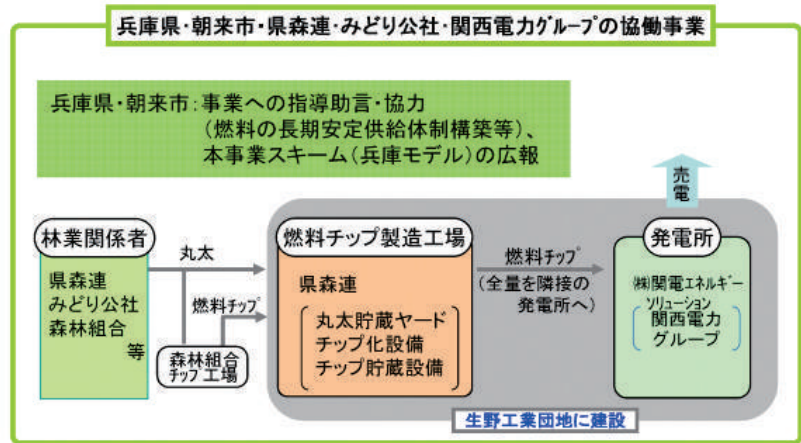 兵庫県・朝来市・県森連・みどり公社・関西電力グループの協働事業
兵庫県・朝来市:事業への指導助言・協力
(燃料の長期安定供給体制構築等)、
本事業スキーム(兵庫モデル)の広報
売電
林業関係者
県森連
みどり公社
森林組合
等
丸太
燃料チップ
森林組合
チップ工場
燃料チップ製造工場
県森連
丸太貯蔵ヤード
チップ化設備
チップ貯蔵設備
燃料チップ
(全量を隣接の
発電所へ)
発電所
㈱関電エネルギー
ソリューション
関西電力
グループ
生野工業団地に建設